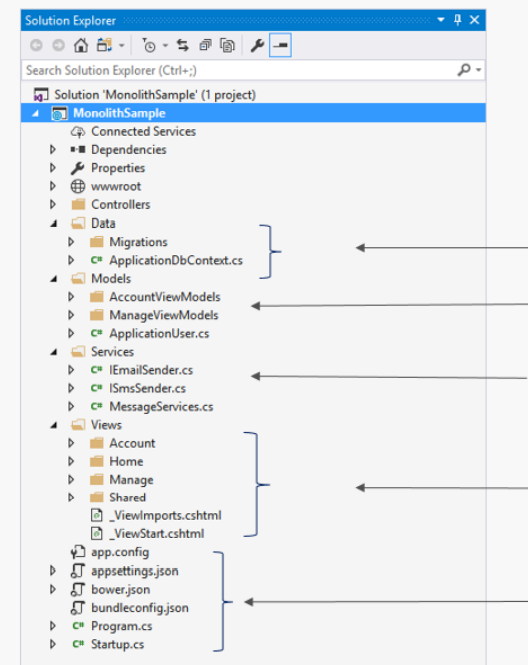 Solution Explorer
Search Solution Explorer (Ctrl+;)
Solution 'MonolithSample' (1 project)
MonolithSample
Connected Services
Dependencies
Properties
wwwroot
Controllers
Data
Migrations
C# ApplicationDbContext.cs
Models
AccountViewModels
ManageViewModels
C# ApplicationUser.cs
Services
C# IEmailSender.cs
C# ISmsSender.cs
C# MessageServices.cs
Views
Account
Home
Manage
Shared
_ViewImports.cshtml
_ViewStart.cshtml
app.config
appsettings.json
bower.json
bundleconfig.json
C# Program.cs
C# Startup.cs